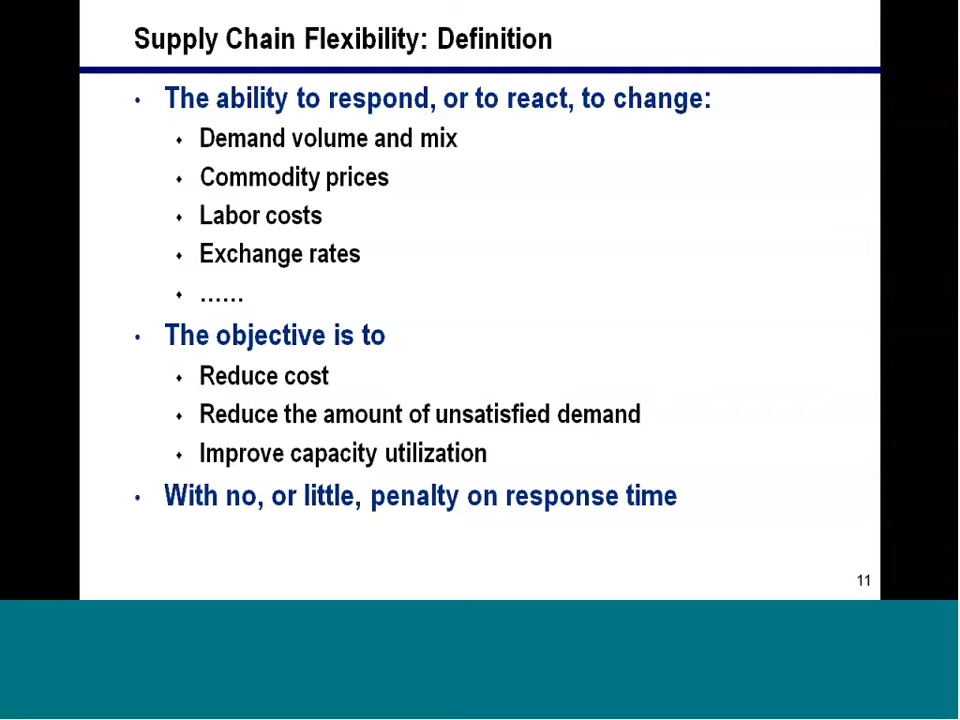 Supply Chain Flexibility: Definition
• The ability to respond, or to react, to change:
♦ Demand volume and mix
♦ Commodity prices
♦ Labor costs
♦ Exchange rates
♦ ......
• The objective is to
♦ Reduce cost
♦ Reduce the amount of unsatisfied demand
♦ Improve capacity utilization
• With no, or little, penalty on response time
11